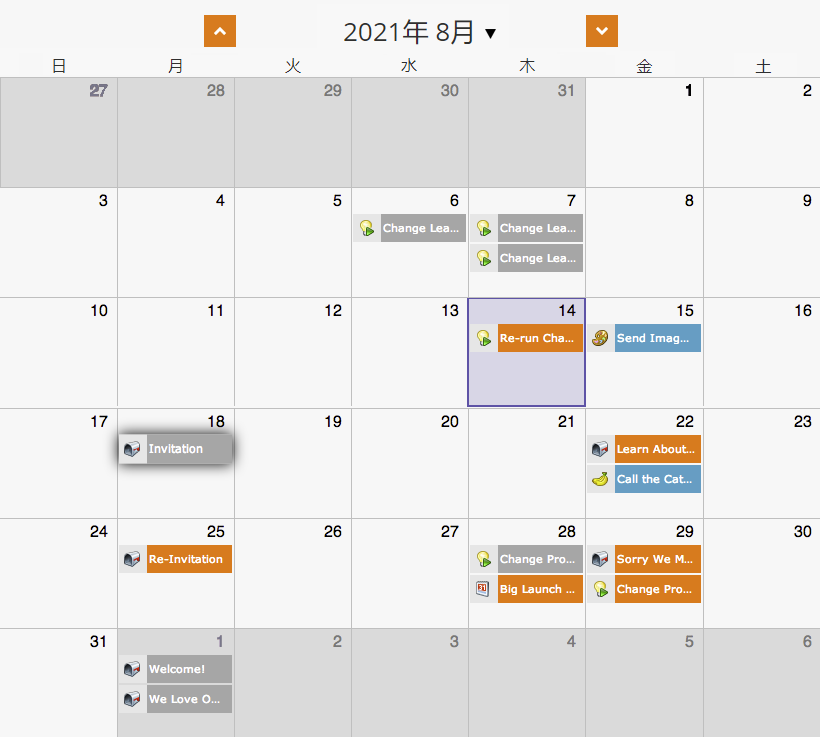 2021年 8月 ▼
日 月 火 水 木 金 土
27 28 29 30 31 1 2
3 4 5 6 7 8 9
Change Lea... Change Lea...
Change Lea...
10 11 12 13 14 15 16
Re-run Cha... Send Imag...
17 18 19 20 21 22 23
Invitation Learn About...
Call the Cat...
24 25 26 27 28 29 30
Re-Invitation Change Pro... Sorry We M...
31 Big Launch ... Change Pro...
31 1 2 3 4 5 6
Welcome!
We Love O...